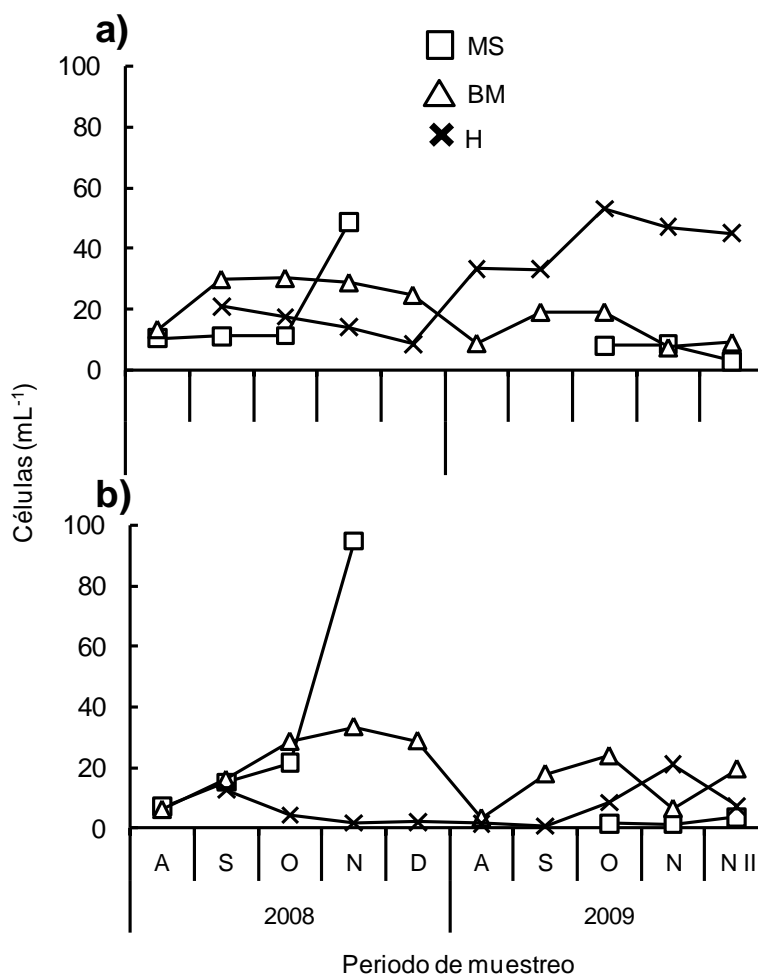 a)
MS
BM
H
100
80
60
40
20
0
Células (mL-1)
b)
100
80
60
40
20
0
A S O N D A S O N N II
2008 2009
Periodo de muestreo